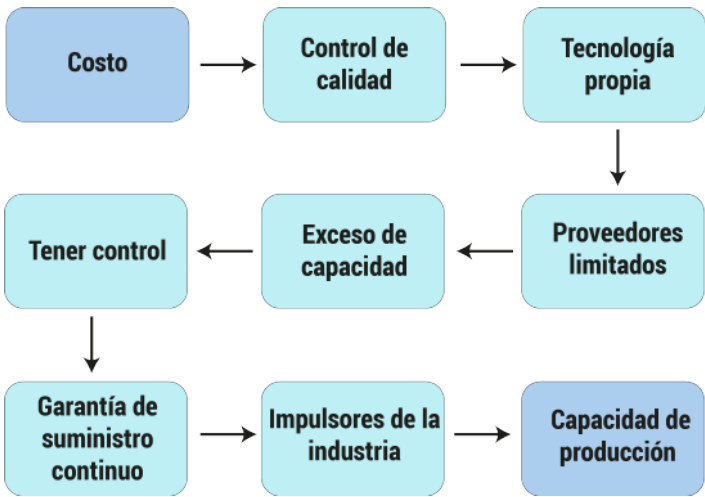 Costo
Control de
calidad
Tecnología
propia
Proveedores
limitados
Exceso de
capacidad
Tener control
Garantía de
suministro
continuo
Impulsores de la
industria
Capacidad de
producción